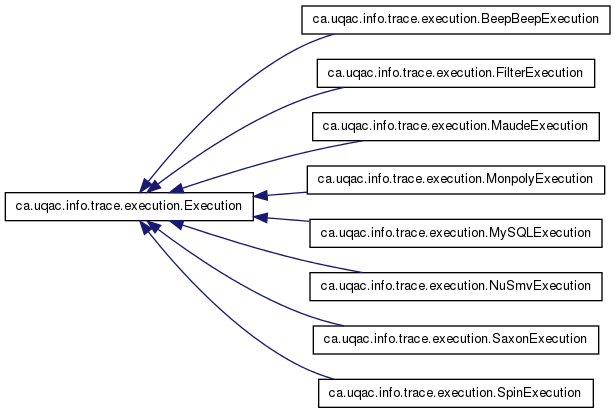 ca.uqac.info.trace.execution.BeepBeepExecution
ca.uqac.info.trace.execution.FilterExecution
ca.uqac.info.trace.execution.MaudeExecution
ca.uqac.info.trace.execution.MonpolyExecution
ca.uqac.info.trace.execution.Execution
ca.uqac.info.trace.execution.MySQLExecution
ca.uqac.info.trace.execution.NuSmvExecution
ca.uqac.info.trace.execution.SaxonExecution
ca.uqac.info.trace.execution.SpinExecution